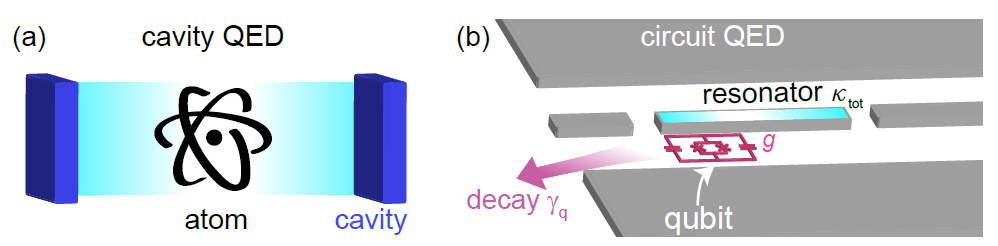 (a)
cavity QED
atom
cavity
(b)
circuit QED
resonator κtot
g
decay γq
qubit